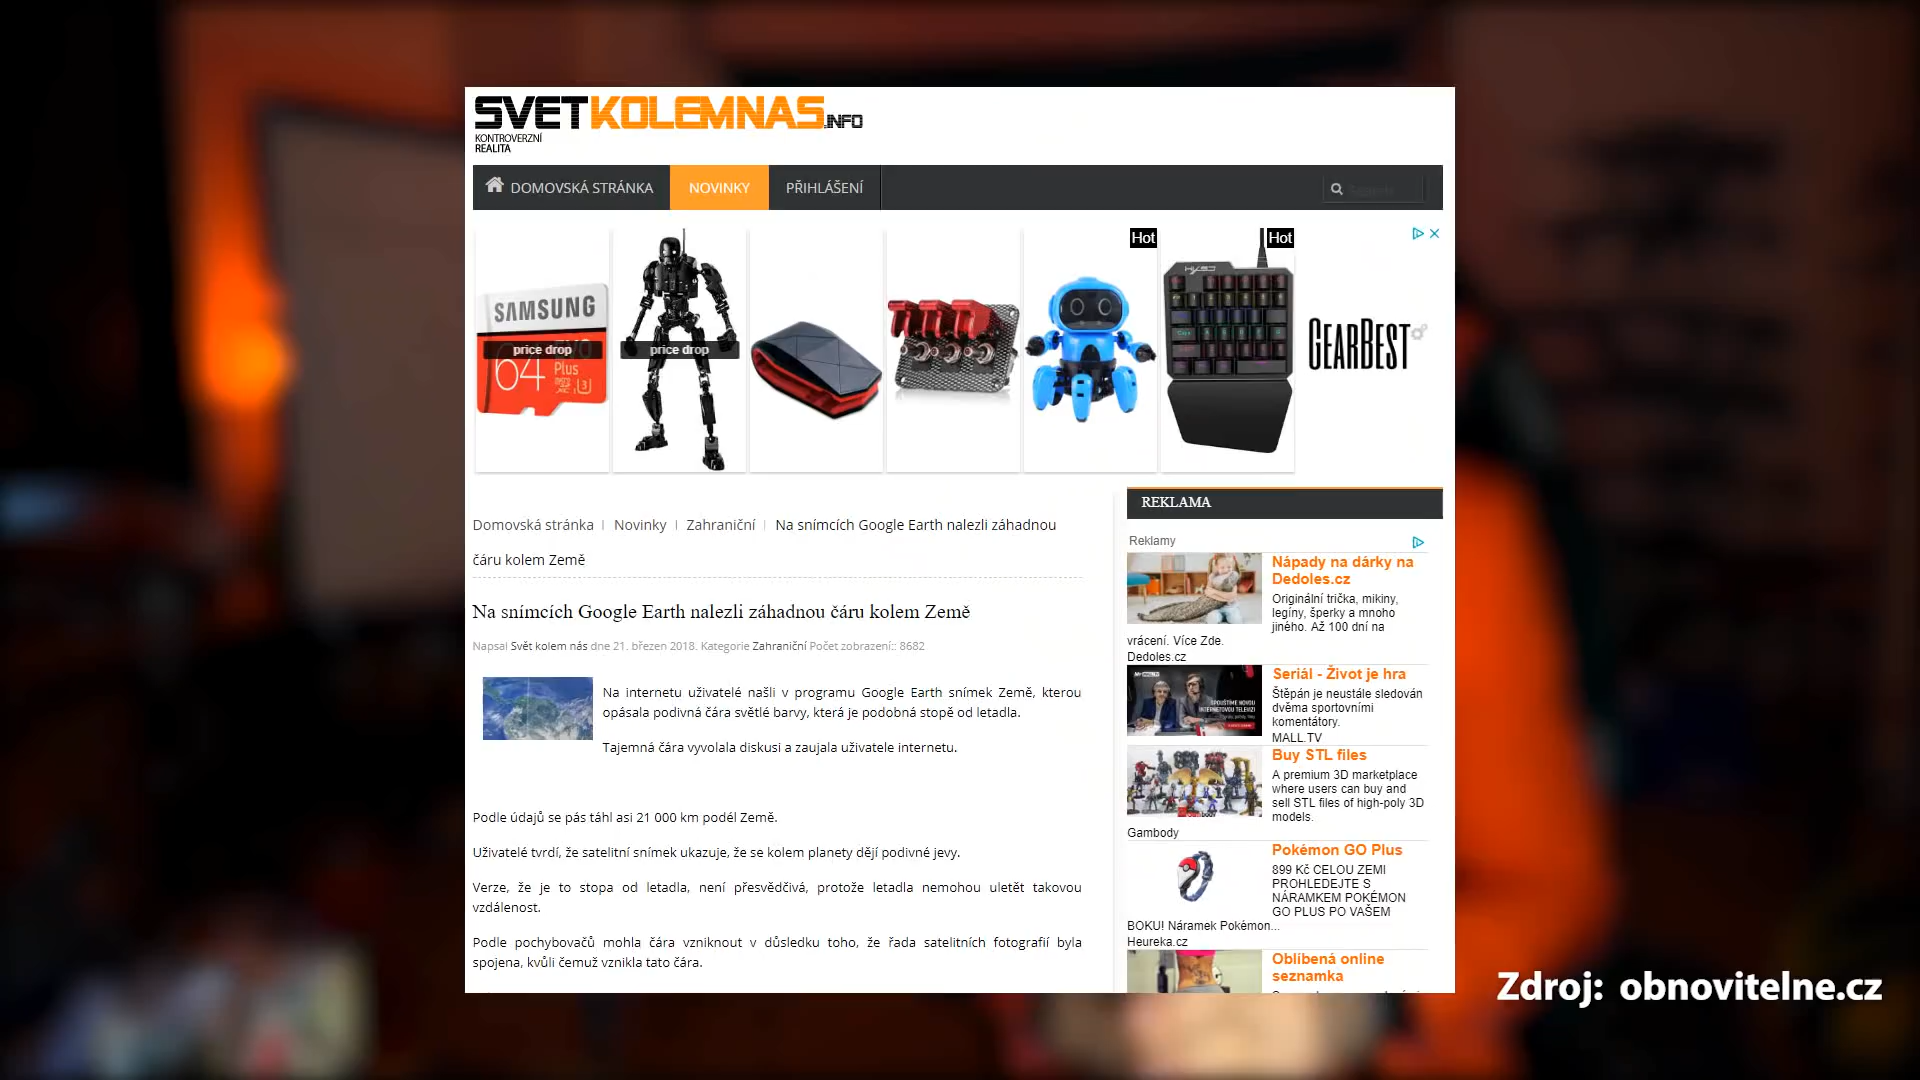 SVETKOLEMNAS.INFO
KONTROVERZNÍ
REALITA
DOMOVSKÁ STRÁNKA
NOVINKY
PŘIHLÁŠENÍ
Hot
Hot
SAMSUNG
price drop
64
EVO
Plus
price drop
GEARBEST
REKLAMA
Domovská stránka | Novinky | Zahraniční | Na snímcích Google Earth nalezli záhadnou
čáru kolem Země
Na snímcích Google Earth nalezli záhadnou čáru kolem Země
Napsal Svět kolem nás dne 21. březen 2018. Kategorie Zahraniční Počet zobrazení:: 8682
Na internetu uživatelé našli v programu Google Earth snímek Země, kterou
opásala podivná čára světlé barvy, která je podobná stopě od letadla.
Tajemná čára vyvolala diskusi a zaujala uživatele internetu.
Podle údajů se pás táhl asi 21 000 km podél Země.
Uživatelé tvrdí, že satelitní snímek ukazuje, že se kolem planety dějí podivné jevy.
Verze, že je to stopa od letadla, není přesvědčivá, protože letadla nemohou uletět takovou
vzdálenost.
Podle pochybovačů mohla čára vzniknout v důsledku toho, že řada satelitních fotografií byla
spojena, kvůli čemuž vznikla tato čára.
Reklamy
Nápady na dárky na
Dedoles.cz
Originální trička, mikiny,
legíny, šperky a mnoho
jiného. Až 100 dní na
vrácení. Více Zde.
Dedoles.cz
Seriál - Život je hra
Štěpán je neustále sledován
dvěma sportovními
komentátory.
MALL.TV
SPOUŠTÍME NOVOU
INTERNETOVOU TELEVIZI
Buy STL files
A premium 3D marketplace
where users can buy and
sell STL files of high-poly 3D
models.
Gambody
Pokémon GO Plus
899 Kč CELOU ZEMI
PROHLEDEJTE S
NÁRAMKEM POKÉMON
GO PLUS PO VAŠEM
BOKU! Náramek Pokémon...
Heureka.cz
Oblíbená online
seznamka
Zdroj: obnovitelne.cz